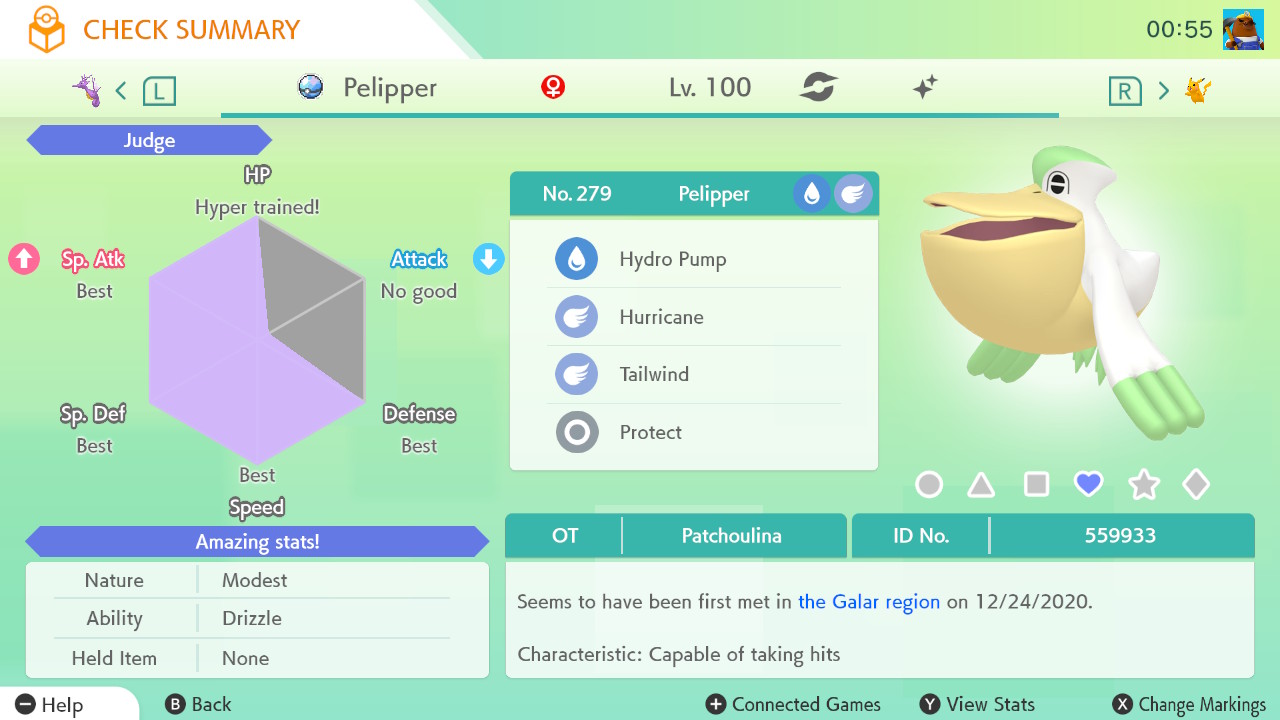 CHECK SUMMARY
00:55
L
Pelipper
Lv. 100
R
Judge
HP
Hyper trained!
Sp. Atk
Best
Attack
No good
Sp. Def
Best
Defense
Best
Best
Speed
Amazing stats!
Nature Modest
Ability Drizzle
Held Item None
No. 279 Pelipper
Hydro Pump
Hurricane
Tailwind
Protect
OT Patchoulina ID No. 559933
Seems to have been first met in the Galar region on 12/24/2020.
Characteristic: Capable of taking hits
Help
B Back
Connected Games
Y View Stats
X Change Markings